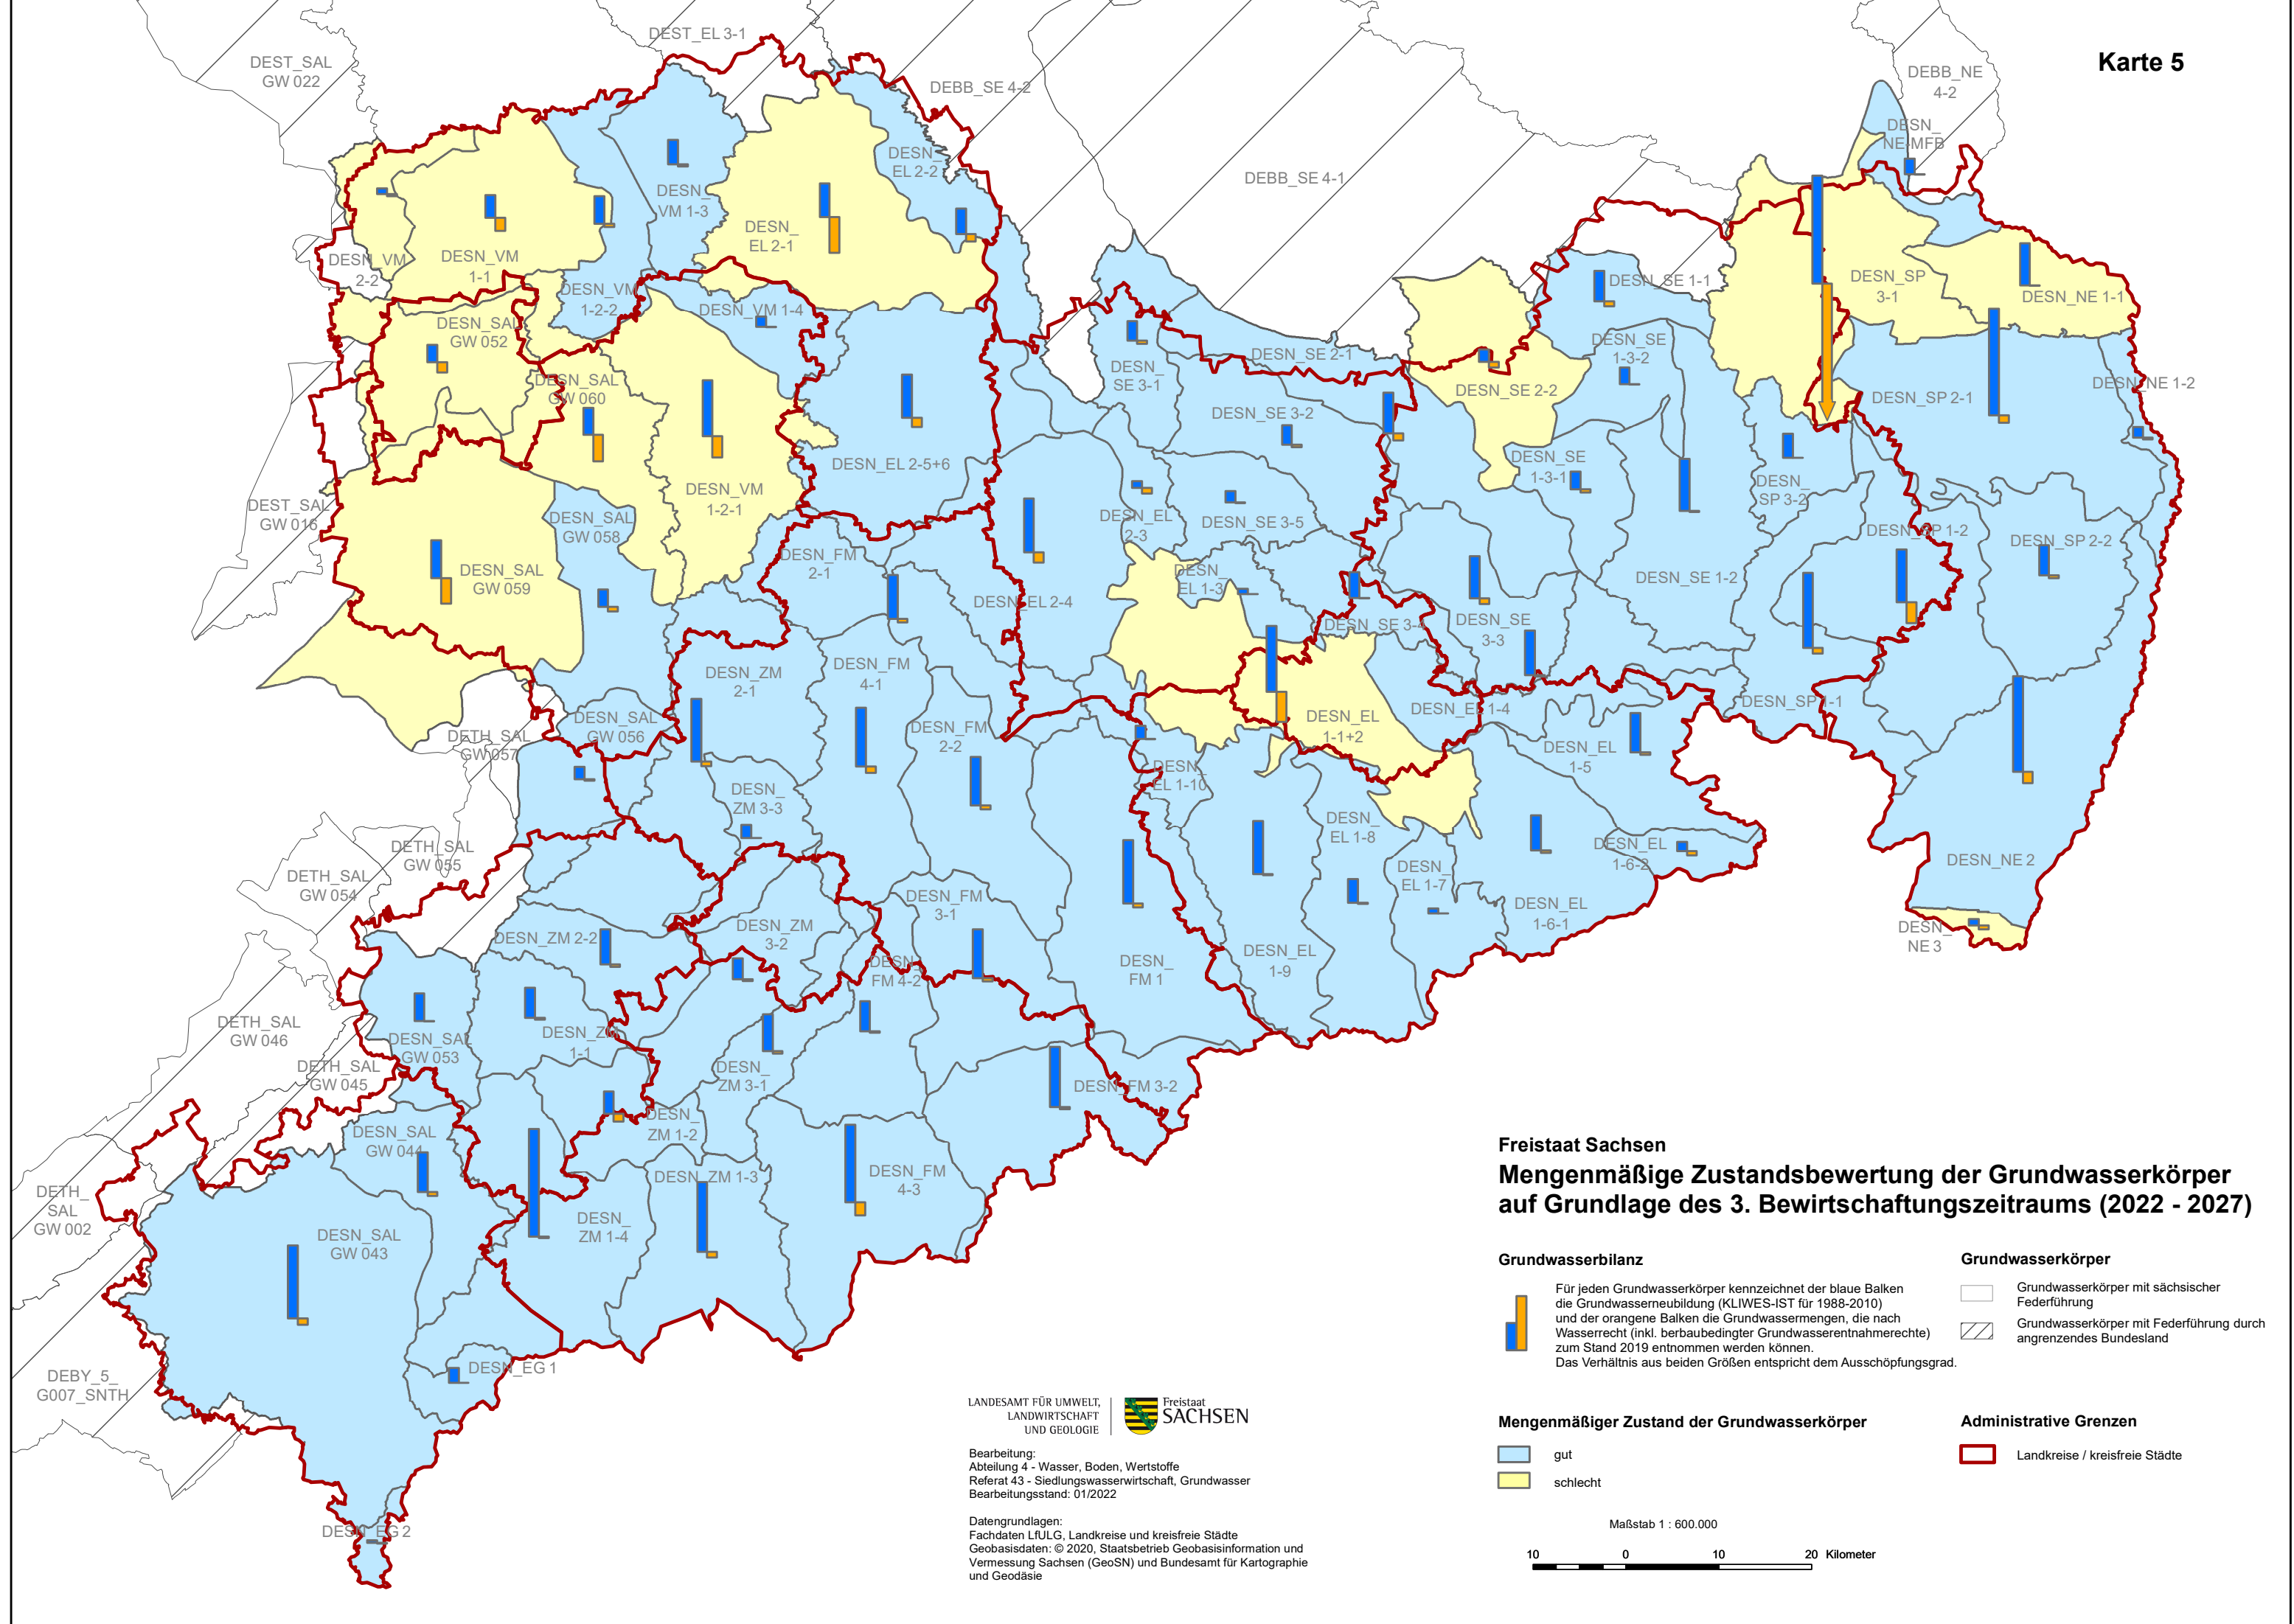 Karte 5
DEST_EL 3-1
DEST_SAL
GW 022
DEBB_SE 4-2
DEBB_NE
4-2
DESN_
NE-MFB
DESN_
EL 2-2
DEBB_SE 4-1
DESN_
VM 1-3
DESN_
EL 2-1
DESN_VM
2-2
DESN_VM
1-1
DESN_VM
1-2-2
DESN_VM 1-4
DESN_SE 1-1
DESN_SP
3-1
DESN_NE 1-1
DESN_SAL
GW 052
DESN_SAL
GW 060
DESN_SE 2-1
DESN_
SE 3-1
DESN_SE
1-3-2
DESN_SE 2-2
DESN_SP 2-1
DESN_NE 1-2
DESN_SE 3-2
DESN_EL 2-5+6
DESN_SE
1-3-1
DESN_
SP 3-2
DESN_VM
1-2-1
DEST_SAL
GW 016
DESN_SAL
GW 058
DESN_EL
2-3
DESN_SE 3-5
DESN_SP 1-2
DESN_SP 2-2
DESN_FM
2-1
DESN_SAL
GW 059
DESN_
EL 1-3
DESN_SE 1-2
DESN_EL 2-4
DESN_SE 3-4
DESN_SE
3-3
DESN_ZM
2-1
DESN_FM
4-1
DESN_SAL
GW 056
DESN_FM
2-2
DESN_EL
1-1+2
DESN_EL 1-4
DESN_SP 1-1
DETH_SAL
GW 057
DESN_EL
1-5
DESN_
EL 1-10
DESN_
ZM 3-3
DESN_
EL 1-8
DETH_SAL
GW 055
DESN_EL
1-6-2
DESN_NE 2
DETH_SAL
GW 054
DESN_
EL 1-7
DESN_FM
3-1
DESN_EL
1-6-1
DESN_
NE 3
DESN_ZM 2-2
DESN_ZM
3-2
DESN_
FM 4-2
DESN_
FM 1
DESN_EL
1-9
DETH_SAL
GW 046
DESN_SAL
GW 053
DESN_ZM
1-1
DETH_SAL
GW 045
DESN_
ZM 3-1
DESN_FM 3-2
DESN_
ZM 1-2
DESN_SAL
GW 044
DESN_ZM 1-3
DESN_FM
4-3
DETH_
SAL
GW 002
DESN_SAL
GW 043
DESN_
ZM 1-4
DEBY_5_
G007_SNTH
DESN_EG 1
DESN_EG 2
Freistaat Sachsen
Mengenmäßige Zustandsbewertung der Grundwasserkörper
auf Grundlage des 3. Bewirtschaftungszeitraums (2022 - 2027)
Grundwasserbilanz
Für jeden Grundwasserkörper kennzeichnet der blaue Balken
die Grundwasserneubildung (KLIWES-IST für 1988-2010)
und der orangene Balken die Grundwassermengen, die nach
Wasserrecht (inkl. berbaubedingter Grundwasserentnahmerechte)
zum Stand 2019 entnommen werden können.
Das Verhältnis aus beiden Größen entspricht dem Ausschöpfungsgrad.
Grundwasserkörper
Grundwasserkörper mit sächsischer
Federführung
Grundwasserkörper mit Federführung durch
angrenzendes Bundesland
Mengenmäßiger Zustand der Grundwasserkörper
gut
schlecht
Administrative Grenzen
Landkreise / kreisfreie Städte
Maßstab 1 : 600.000
10 0 10 20 Kilometer
LANDESAMT FÜR UMWELT,
LANDWIRTSCHAFT
UND GEOLOGIE
Freistaat
SACHSEN
Bearbeitung:
Abteilung 4 - Wasser, Boden, Wertstoffe
Referat 43 - Siedlungswasserwirtschaft, Grundwasser
Bearbeitungsstand: 01/2022
Datengrundlagen:
Fachdaten LfULG, Landkreise und kreisfreie Städte
Geobasisdaten: © 2020, Staatsbetrieb Geobasisinformation und
Vermessung Sachsen (GeoSN) und Bundesamt für Kartographie
und Geodäsie